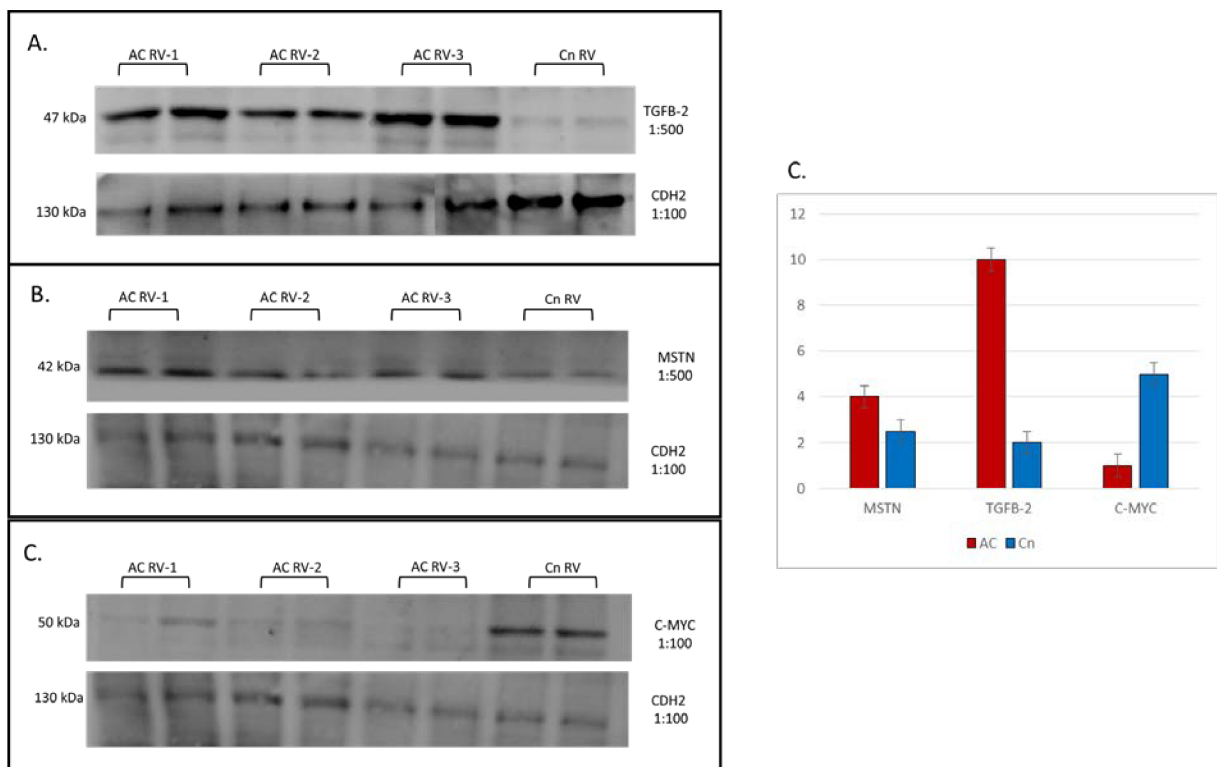 A.
AC RV-1 AC RV-2 AC RV-3 Cn RV
47 kDa
TGFB-2
1:500
130 kDa
CDH2
1:100
B.
AC RV-1 AC RV-2 AC RV-3 Cn RV
42 kDa
MSTN
1:500
130 kDa
CDH2
1:100
C.
AC RV-1 AC RV-2 AC RV-3 Cn RV
50 kDa
C-MYC
1:100
130 kDa
CDH2
1:100
C.
12
10
8
6
4
2
0
MSTN TGFB-2 C-MYC
AC Cn